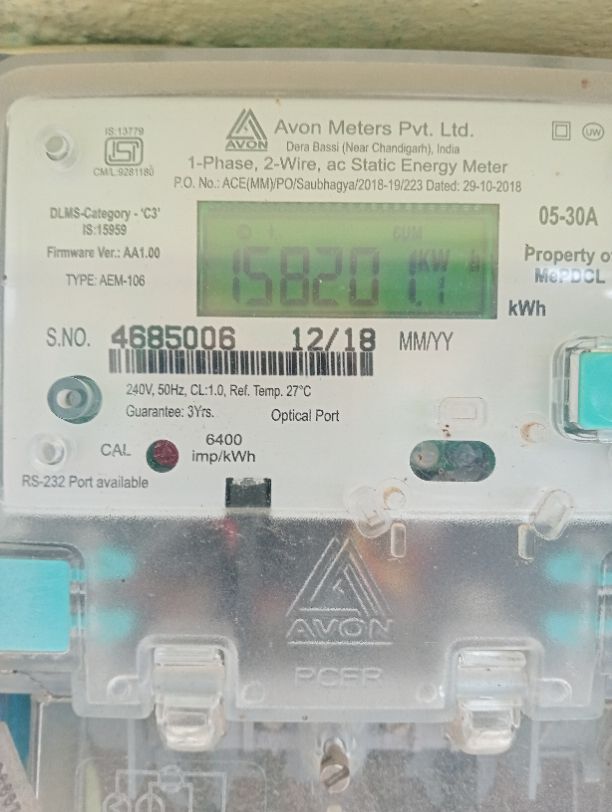 IS:13779
ISI
CM/L:9281180
AVON
Avon Meters Pvt. Ltd.
Dera Bassi (Near Chandigarh), India
1-Phase, 2-Wire, ac Static Energy Meter
P.O. No.: ACE(MM)/PO/Saubhagya/2018-19/223 Dated: 29-10-2018
UW
DLMS-Category - 'C3'
IS:15959
Firmware Ver.: AA1.00
TYPE: AEM-106
CUM
KW
05-30A
Property of
MePDCL
kWh
S.NO. 4685006 12/18 MM/YY
240V, 50Hz, CL:1.0, Ref. Temp. 27°C
Guarantee: 3Yrs.
Optical Port
CAL
6400
imp/kWh
RS-232 Port available
AVON